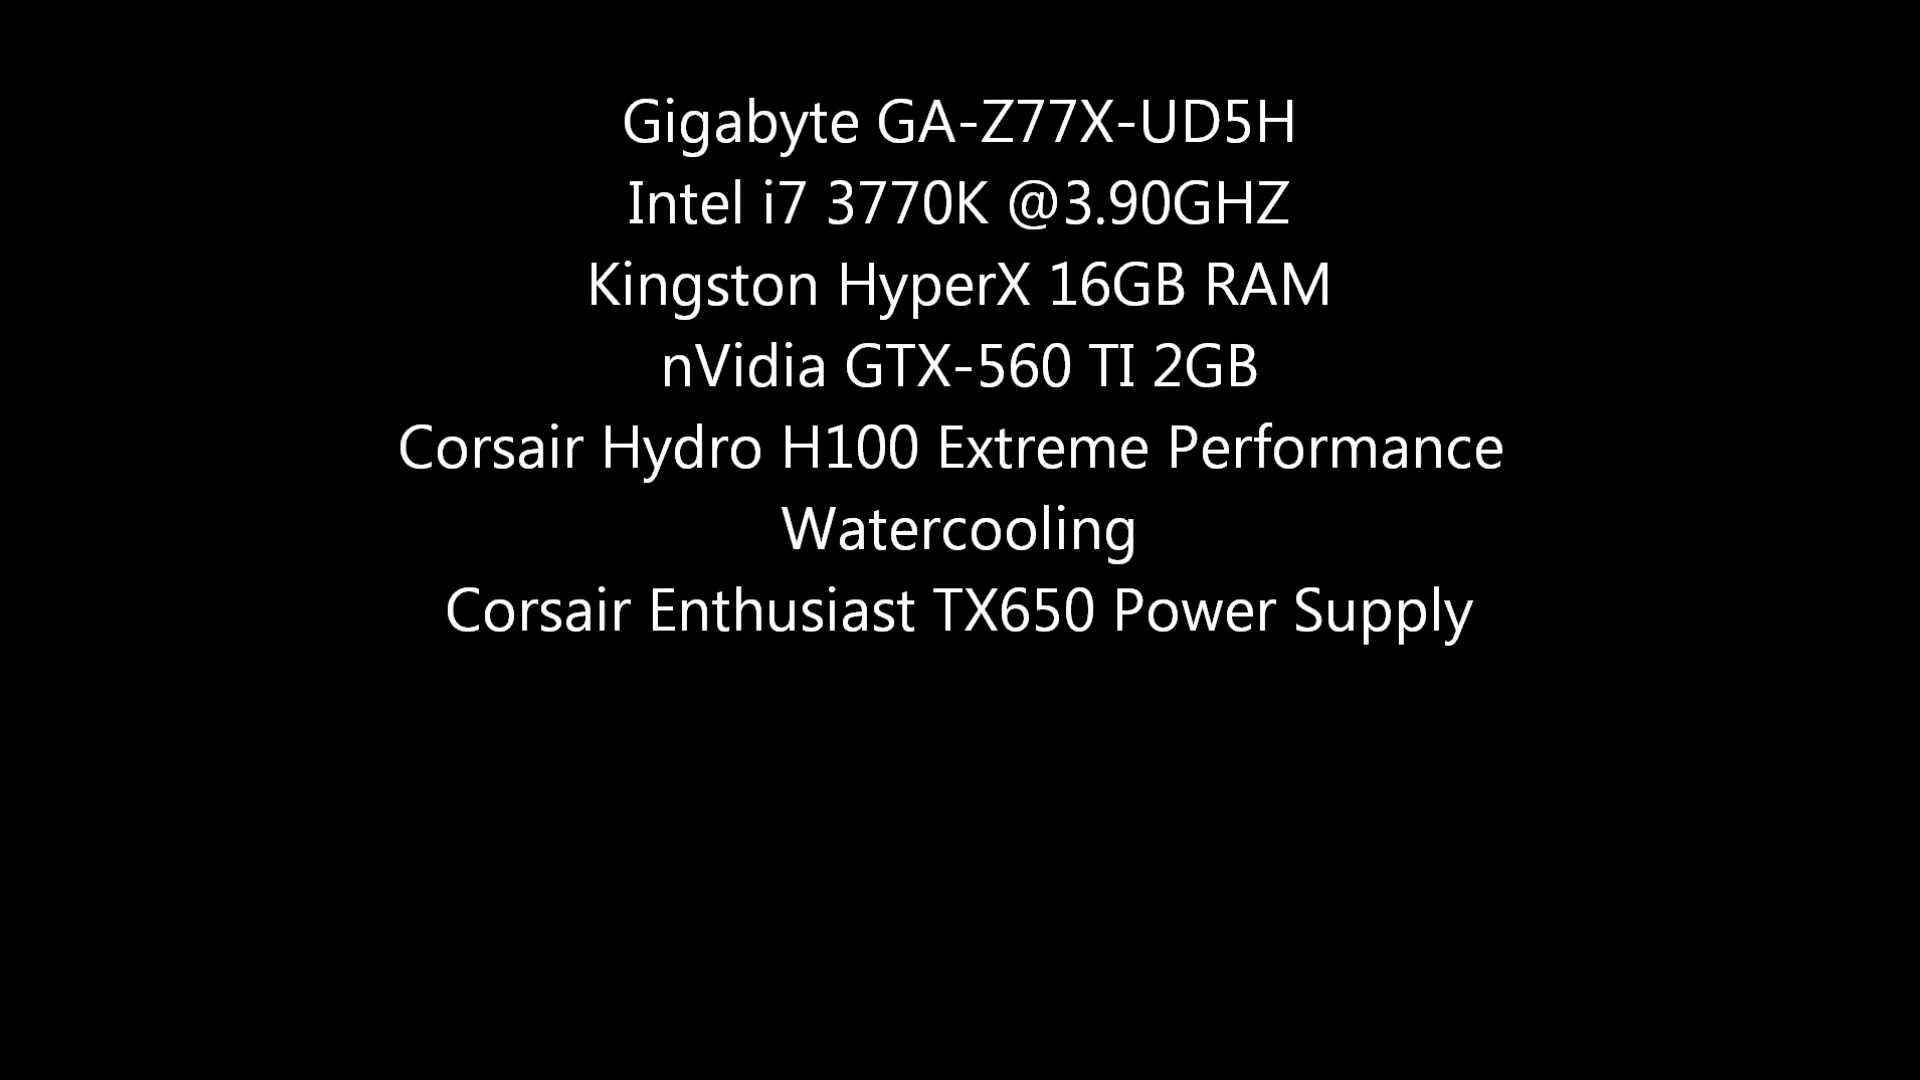 Gigabyte GA-Z77X-UD5H
Intel i7 3770K @3.90GHZ
Kingston HyperX 16GB RAM
nVidia GTX-560 TI 2GB
Corsair Hydro H100 Extreme Performance
Watercooling
Corsair Enthusiast TX650 Power Supply